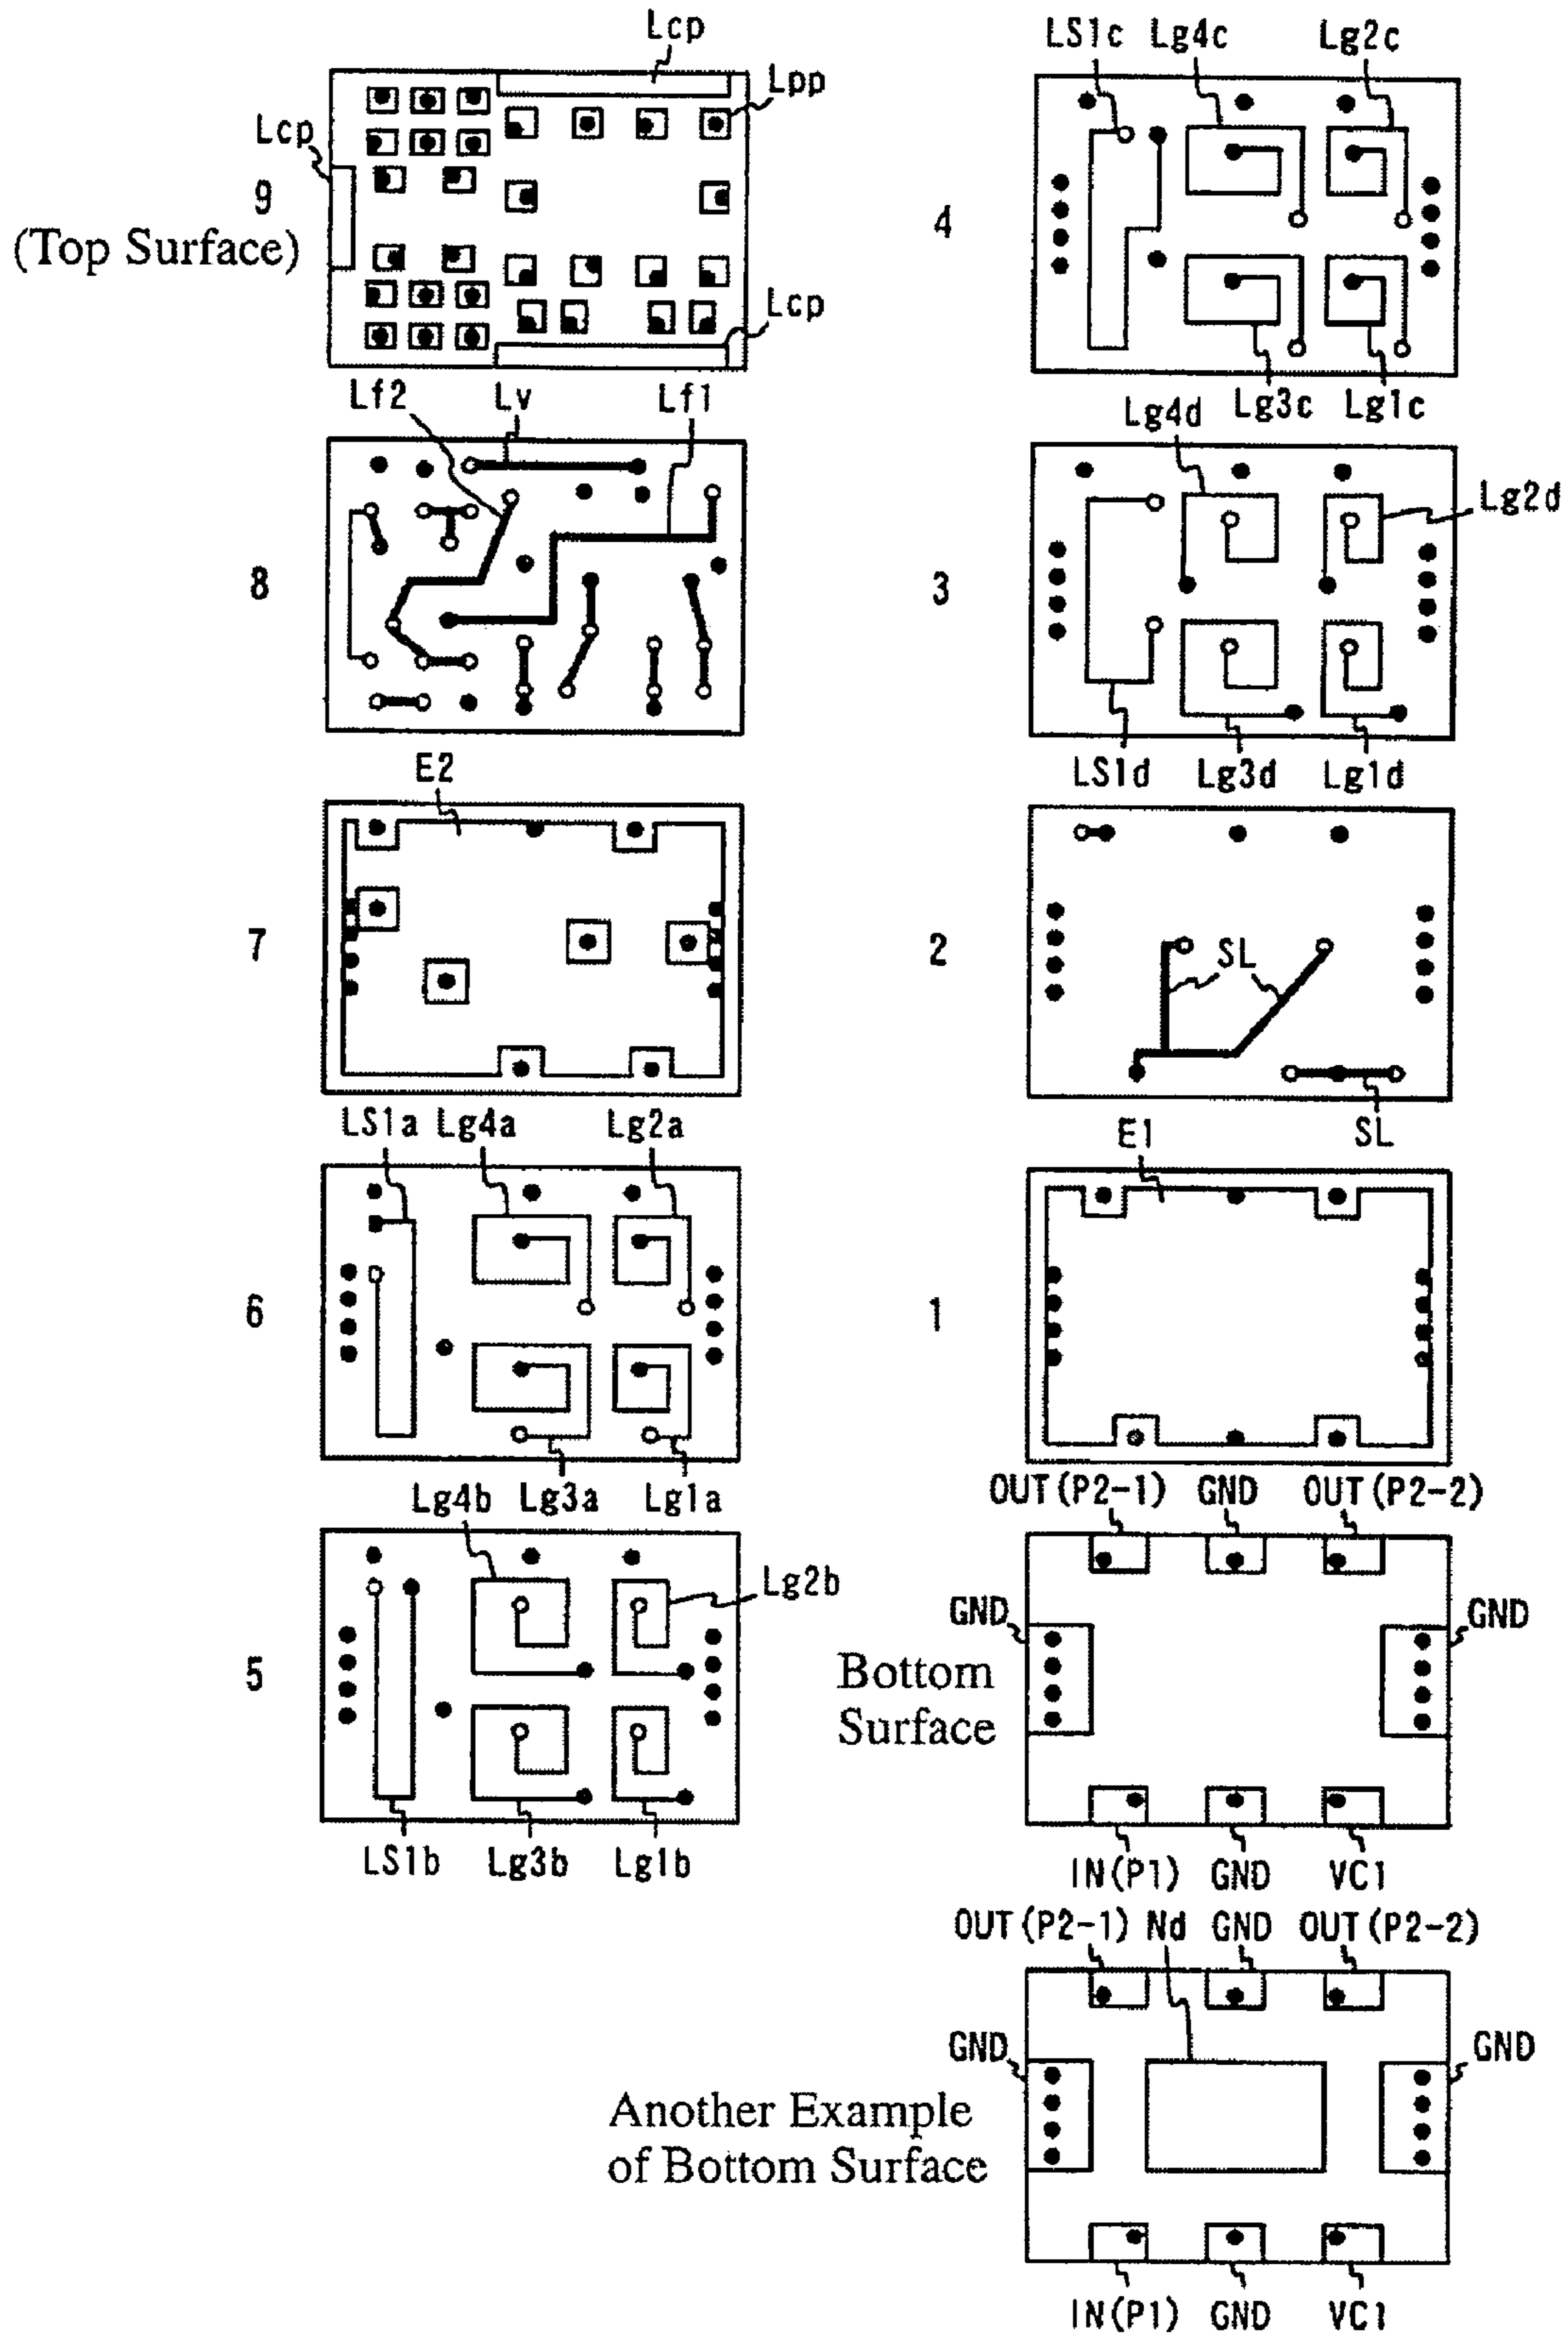 Lcp
Lpp
Lcp
9
(Top Surface)
Lcp
Lf2 Lv Lf1
8
E2
7
LS1a Lg4a Lg2a
6
Lg3a Lg1a
Lg4b
Lg2b
5
LS1b Lg3b Lg1b
LS1c Lg4c Lg2c
4
Lg3c Lg1c
Lg4d
Lg2d
3
LS1d Lg3d Lg1d
2
SL
SL
E1
1
OUT(P2-1) GND OUT(P2-2)
GND GND
Bottom
Surface
IN(P1) GND VC1
OUT(P2-1) Nd GND OUT(P2-2)
GND GND
Another Example
of Bottom Surface
IN(P1) GND VC1